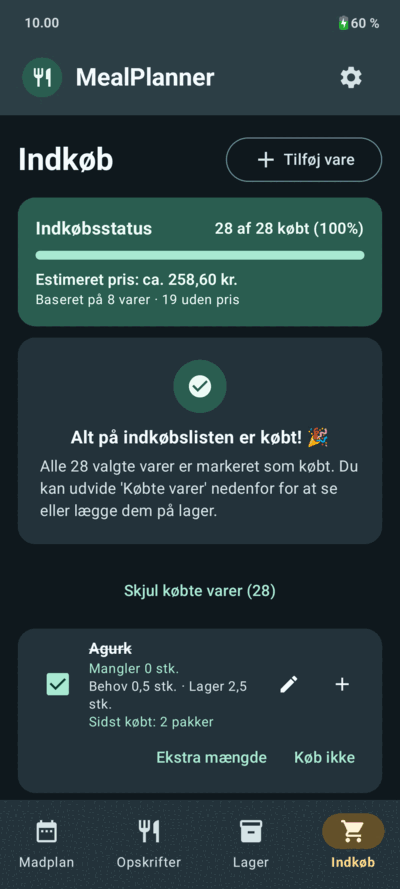 10.00
60 %
MealPlanner
Indkøb
Tilføj vare
Indkøbsstatus
28 af 28 købt (100%)
Estimeret pris: ca. 258,60 kr.
Baseret på 8 varer · 19 uden pris
Alt på indkøbslisten er købt! 🎉
Alle 28 valgte varer er markeret som købt. Du
kan udvide 'Købte varer' nedenfor for at se
eller lægge dem på lager.
Skjul købte varer (28)
Agurk
Mangler 0 stk.
Behov 0,5 stk. · Lager 2,5
stk.
Sidst købt: 2 pakker
Ekstra mængde
Køb ikke
Madplan
Opskrifter
Lager
Indkøb